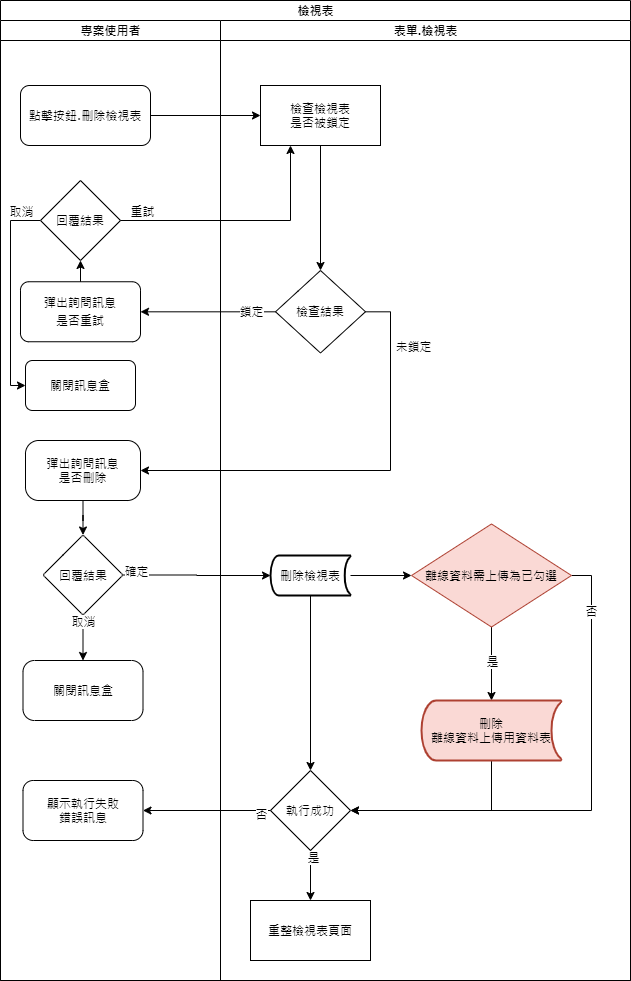 檢視表
專案使用者
表單.檢視表
點擊按鈕.刪除檢視表
檢查檢視表
是否被鎖定
取消
回覆結果
重試
彈出詢問訊息
是否重試
鎖定
檢查結果
未鎖定
關閉訊息盒
彈出詢問訊息
是否刪除
回覆結果
確定
刪除檢視表
離線資料需上傳為已勾選
否
取消
是
關閉訊息盒
刪除
離線資料上傳用資料表
顯示執行失敗
錯誤訊息
否
執行成功
是
重整檢視表頁面